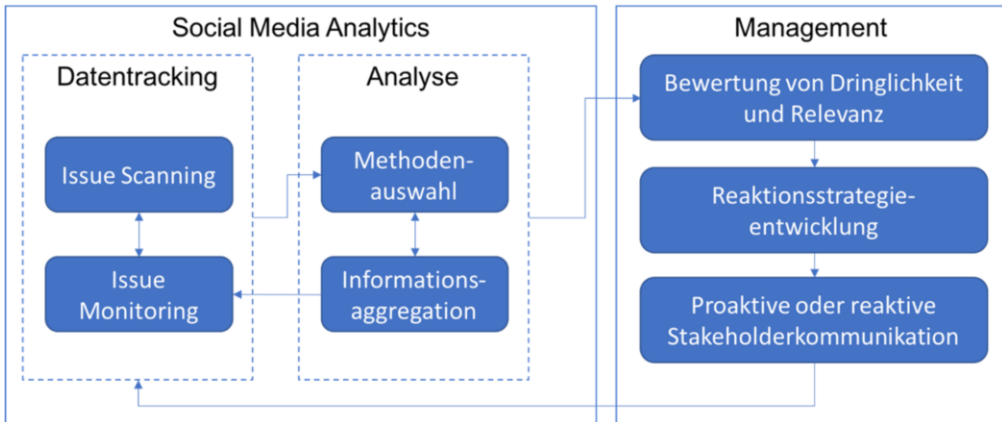 Social Media Analytics
Datentracking
Issue Scanning
Issue
Monitoring
Analyse
Methoden-
auswahl
Informations-
aggregation
Management
Bewertung von Dringlichkeit
und Relevanz
Reaktionsstrategie-
entwicklung
Proaktive oder reaktive
Stakeholderkommunikation